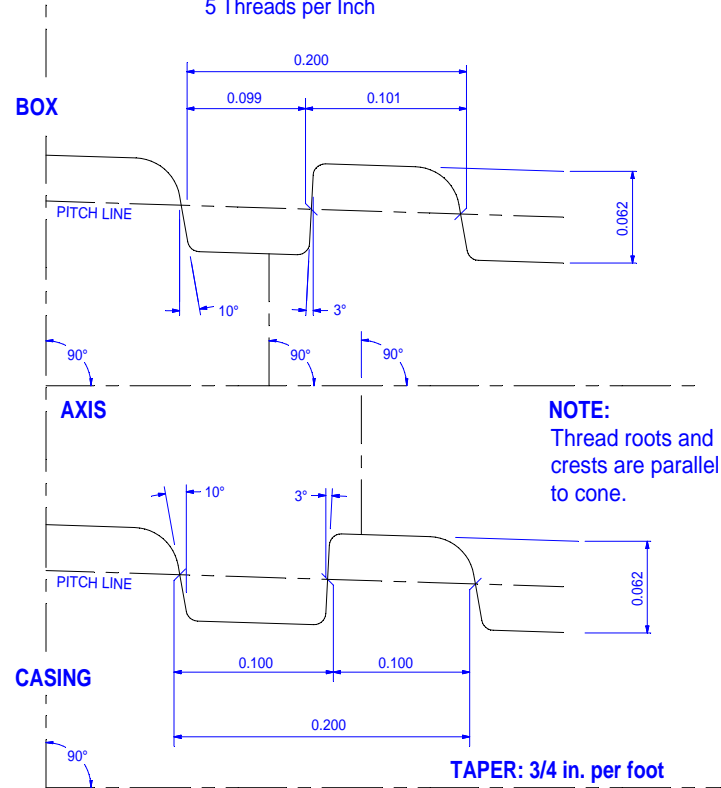 5 Threads per Inch
0.200
BOX
0.099
0.101
PITCH LINE
0.062
10°
3°
90°
90°
90°
AXIS
NOTE:
Thread roots and
crests are parallel
to cone.
10°
3°
PITCH LINE
0.062
0.100
0.100
CASING
0.200
90°
TAPER: 3/4 in. per foot